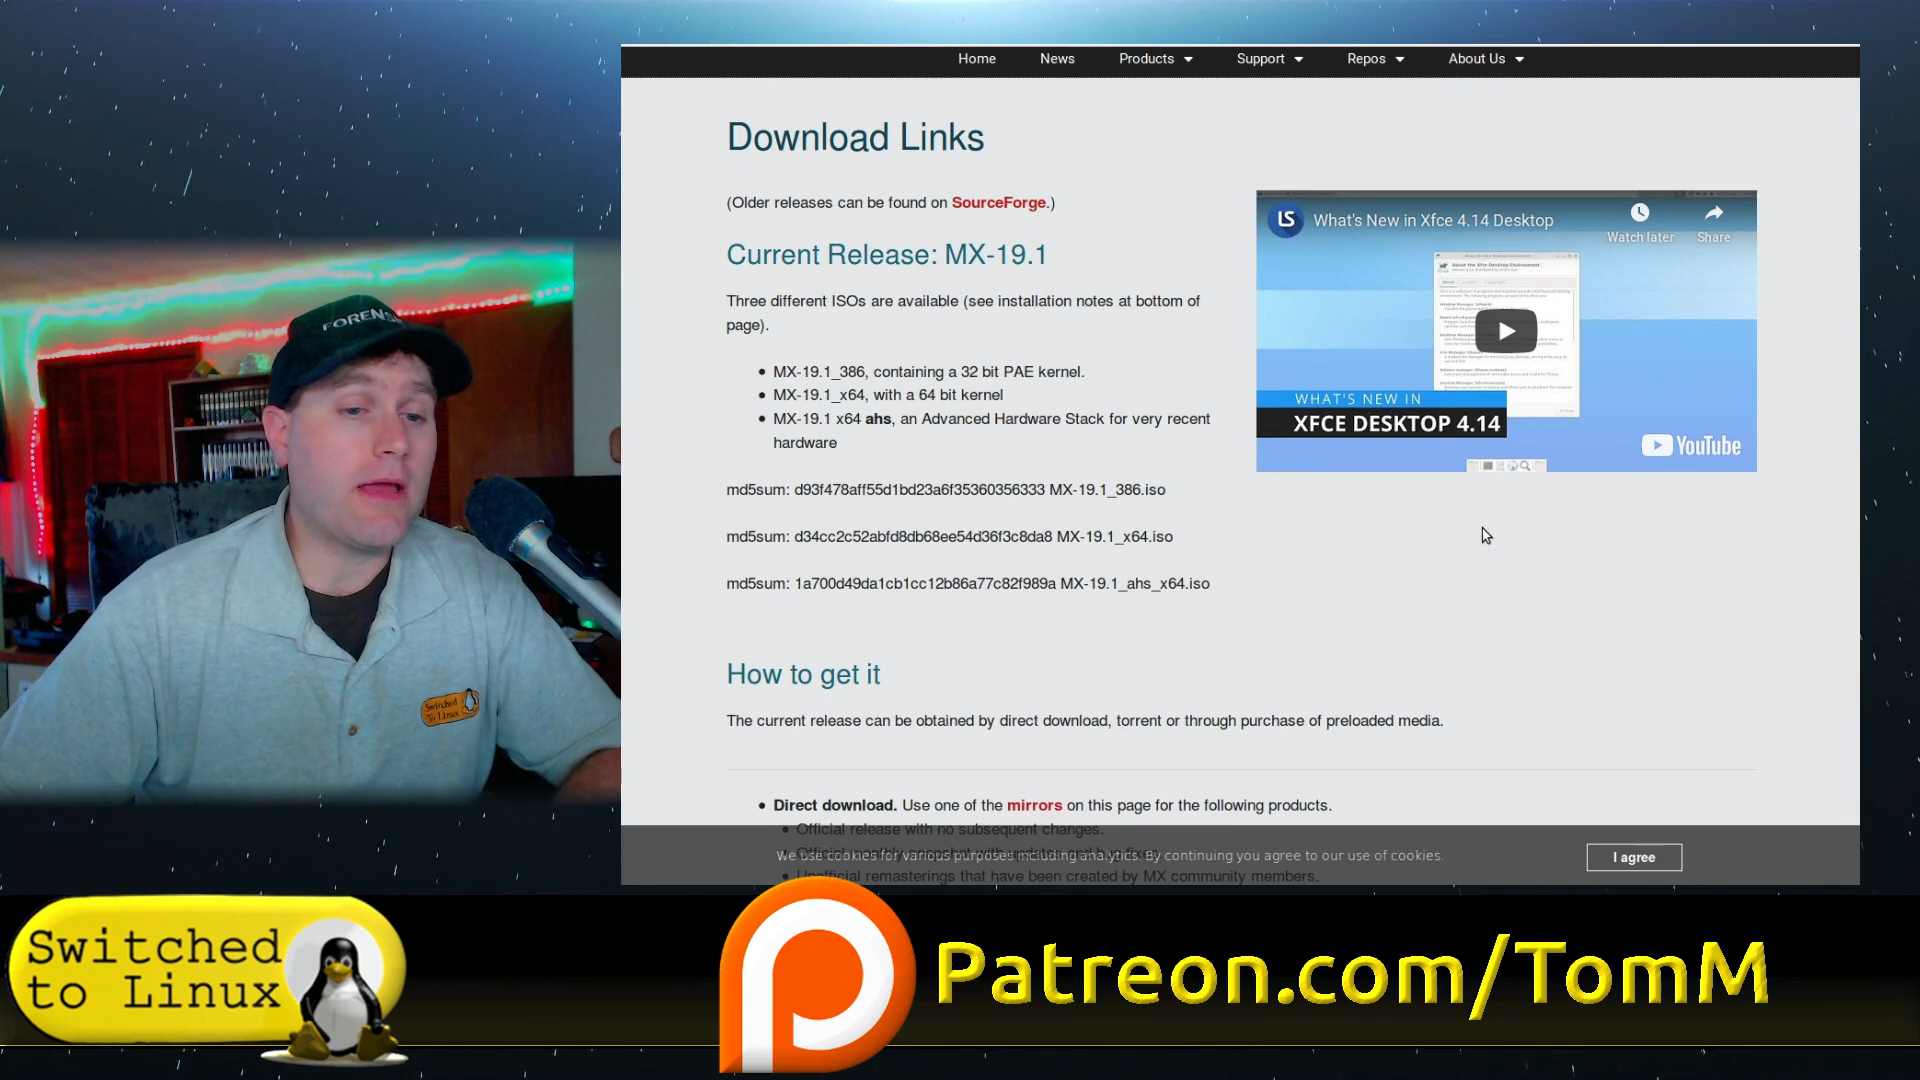 Home News Products Support Repos About Us
Download Links
(Older releases can be found on SourceForge.)
Current Release: MX-19.1
Three different ISOs are available (see installation notes at bottom of
page).
MX-19.1_386, containing a 32 bit PAE kernel.
MX-19.1_x64, with a 64 bit kernel
MX-19.1 x64 ahs, an Advanced Hardware Stack for very recent
hardware
md5sum: d93f478aff55d1bd23a6f35360356333 MX-19.1_386.iso
md5sum: d34cc2c52abfd8db68ee54d36f3c8da8 MX-19.1_x64.iso
md5sum: 1a700d49da1cb1cc12b86a77c82f989a MX-19.1_ahs_x64.iso
LS What's New in Xfce 4.14 Desktop
Watch later Share
WHAT'S NEW IN
XFCE DESKTOP 4.14
YouTube
How to get it
The current release can be obtained by direct download, torrent or through purchase of preloaded media.
Direct download. Use one of the mirrors on this page for the following products.
Official release with no subsequent changes.
We use cookies for various purposes including analytics. By continuing you agree to our use of cookies.
I agree
Unofficial remasterings that have been created by MX community members.
Switched
To Linux
Switched
to Linux
Patreon.com/TomM